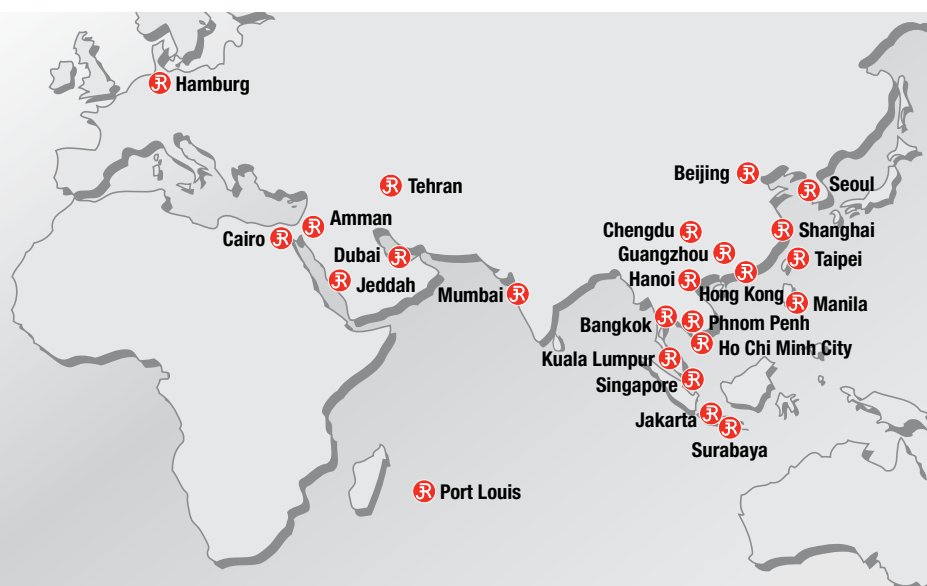 Hamburg
Beijing
Seoul
Tehran
Amman
Cairo
Chengdu
Shanghai
Guangzhou
Taipei
Dubai
Hanoi
Jeddah
Hong Kong
Mumbai
Manila
Bangkok
Phnom Penh
Ho Chi Minh City
Kuala Lumpur
Singapore
Jakarta
Surabaya
Port Louis